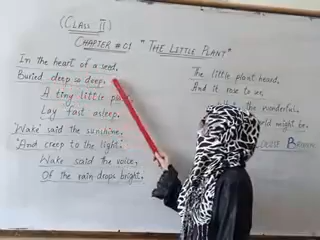 (CLASS II)
CHAPTER # 01 "THE LITTLE PLANT"
In the heart of a seed,
Buried deep so deep,
A tiny little
Lay fast asleep.
"Wake" said the sunshine,
"And creep to the light."
"Wake" said the voice,
Of the rain drops bright.
The little plant heard,
And it rose to see,
the wonderful,
world might be.